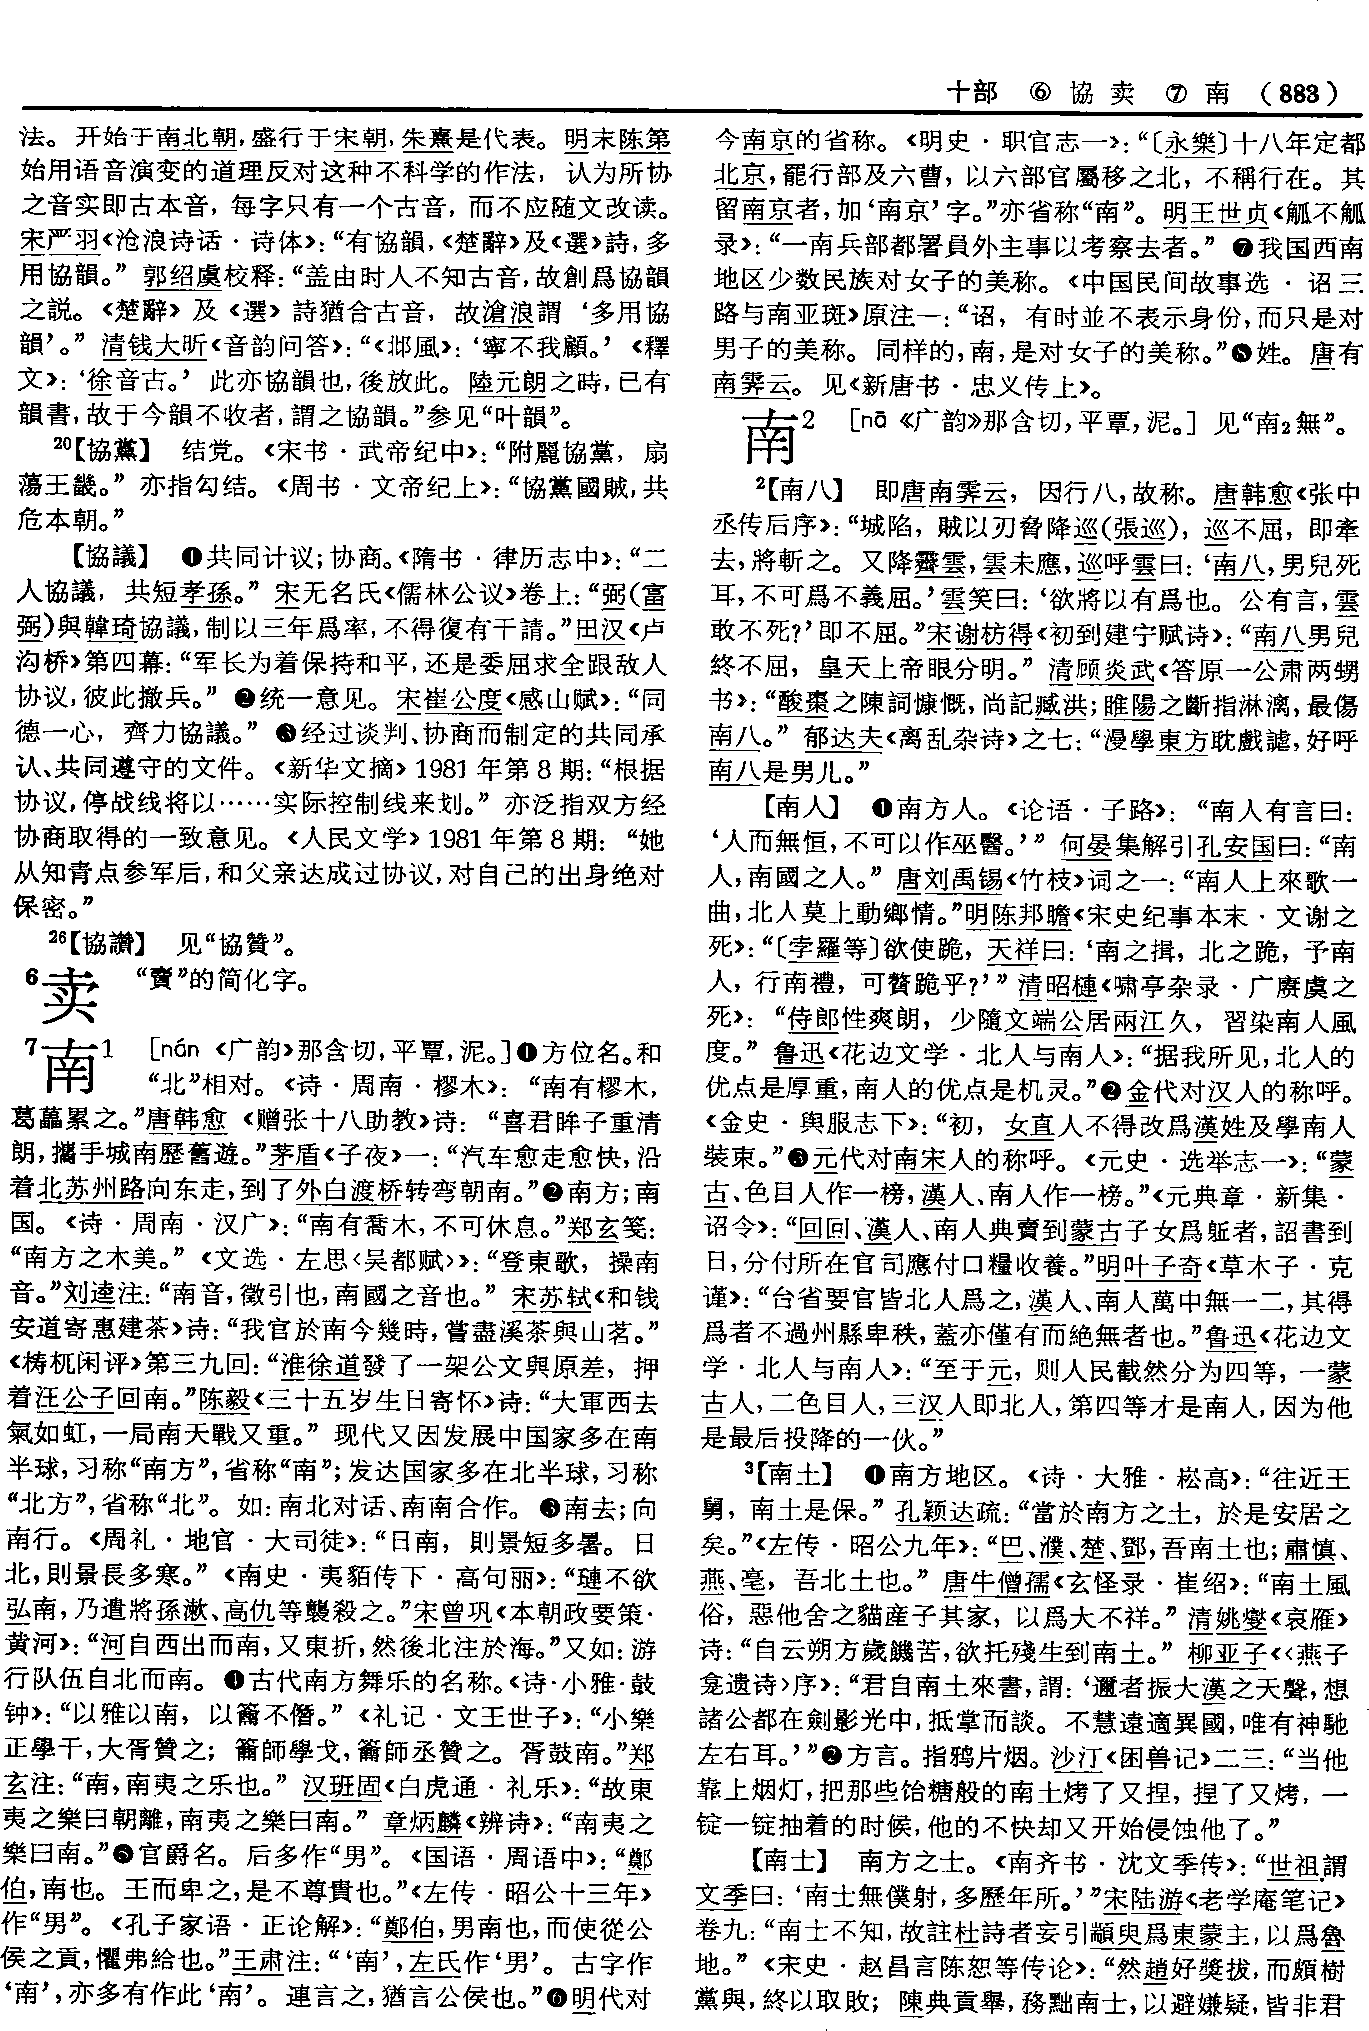 十部 ⑥ 協 卖 ⑦ 南 (883)
法。开始于南北朝，盛行于宋朝，朱熹是代表。明末陈第
始用语音演变的道理反对这种不科学的作法，认为所协
之音实即古本音，每字只有一个古音，而不应随文改读。
宋严羽《沧浪诗话·诗体》：“有協韻，《楚辭》及《選》詩，多
用協韻。”郭绍虞校释：“盖由时人不知古音，故創爲協韻
之説。《楚辭》及《選》詩猶合古音，故滄浪謂‘多用協
韻’。”清钱大昕《音韵问答》：“《邶風》：‘寧不我顧。’《釋
文》：‘徐音古。’此亦協韻也，後放此。陸元朗之時，已有
韻書，故于今韻不收者，謂之協韻。”参见“叶韻”。
20【協黨】 结党。《宋书·武帝纪中》：“附麗協黨，扇
蕩王畿。”亦指勾结。《周书·文帝纪上》：“協黨國賊，共
危本朝。”
【協議】 ❶共同计议；协商。《隋书·律历志中》：“二
人協議，共短孝孫。”宋无名氏《儒林公议》卷上：“弼(富
弼)與韓琦協議，制以三年爲率，不得復有干請。”田汉《卢
沟桥》第四幕：“军长为着保持和平，还是委屈求全跟敌人
协议，彼此撤兵。”❷统一意见。宋崔公度《感山赋》：“同
德一心，齊力協議。”❸经过谈判、协商而制定的共同承
认、共同遵守的文件。《新华文摘》1981年第8期：“根据
协议，停战线将以……实际控制线来划。”亦泛指双方经
协商取得的一致意见。《人民文学》1981年第8期：“她
从知青点参军后，和父亲达成过协议，对自己的出身绝对
保密。”
26【協讚】 见“協贊”。
6卖 “賣”的简化字。
7南1 [nán《广韵》那含切，平覃，泥。]❶方位名。和
“北”相对。《诗·周南·樛木》：“南有樛木，
葛藟累之。”唐韩愈《赠张十八助教》诗：“喜君眸子重清
朗，攜手城南歷舊遊。”茅盾《子夜》一：“汽车愈走愈快，沿
着北苏州路向东走，到了外白渡桥转弯朝南。”❷南方；南
国。《诗·周南·汉广》：“南有喬木，不可休息。”郑玄笺：
“南方之木美。”《文选·左思〈吴都赋〉》：“登東歌，操南
音。”刘逵注：“南音，徵引也，南國之音也。”宋苏轼《和钱
安道寄惠建茶》诗：“我官於南今幾時，嘗盡溪茶與山茗。”
《梼杌闲评》第三九回：“淮徐道發了一架公文與原差，押
着汪公子回南。”陈毅《三十五岁生日寄怀》诗：“大軍西去
氣如虹，一局南天戰又重。”现代又因发展中国家多在南
半球，习称“南方”，省称“南”；发达国家多在北半球，习称
“北方”，省称“北”。如：南北对话、南南合作。❸南去；向
南行。《周礼·地官·大司徒》：“日南，則景短多暑。日
北，則景長多寒。”《南史·夷貊传下·高句丽》：“璉不欲
弘南，乃遣將孫漱、高仇等襲殺之。”宋曾巩《本朝政要策·
黄河》：“河自西出而南，又東折，然後北注於海。”又如：游
行队伍自北而南。❹古代南方舞乐的名称。《诗·小雅·鼓
钟》：“以雅以南，以籥不僭。”《礼记·文王世子》：“小樂
正學干，大胥贊之；籥師學戈，籥師丞贊之。胥鼓南。”郑
玄注：“南，南夷之乐也。”汉班固《白虎通·礼乐》：“故東
夷之樂曰朝離，南夷之樂曰南。”章炳麟《辨诗》：“南夷之
樂曰南。”❺官爵名。后多作“男”。《国语·周语中》：“鄭
伯，南也。王而卑之，是不尊貴也。”《左传·昭公十三年》
作“男”。《孔子家语·正论解》：“鄭伯，男南也，而使從公
侯之貢，懼弗給也。”王肃注：“‘南’，左氏作‘男’。古字作
‘南’，亦多有作此‘南’。連言之，猶言公侯也。”❻明代对
今南京的省称。《明史·职官志一》：“〔永樂〕十八年定都
北京，罷行部及六曹，以六部官屬移之北，不稱行在。其
留南京者，加‘南京’字。”亦省称“南”。明王世贞《觚不觚
录》：“一南兵部都署員外主事以考察去者。”❼我国西南
地区少数民族对女子的美称。《中国民间故事选·诏三
路与南亚斑》原注一：“诏，有时並不表示身份，而只是对
男子的美称。同样的，南，是对女子的美称。”❽姓。唐有
南霁云。见《新唐书·忠义传上》。
南2 [nā《广韵》那含切，平覃，泥。]见“南2無”。
2【南八】 即唐南霁云，因行八，故称。唐韩愈《张中
丞传后序》：“城陷，賊以刃脅降巡(張巡)，巡不屈，即牽
去，將斬之。又降霽雲，雲未應，巡呼雲曰：‘南八，男兒死
耳，不可爲不義屈。’雲笑曰：‘欲將以有爲也。公有言，雲
敢不死？’即不屈。”宋谢枋得《初到建宁赋诗》：“南八男兒
終不屈，皇天上帝眼分明。”清顾炎武《答原一公肃两甥
书》：“酸棗之陳詞慷慨，尚記臧洪；睢陽之斷指淋漓，最傷
南八。”郁达夫《离乱杂诗》之七：“漫學東方耽戲謔，好呼
南八是男儿。”
【南人】 ❶南方人。《论语·子路》：“南人有言曰：
‘人而無恒，不可以作巫醫。’”何晏集解引孔安国曰：“南
人，南國之人。”唐刘禹锡《竹枝》词之一：“南人上來歌一
曲，北人莫上動鄉情。”明陈邦瞻《宋史纪事本末·文谢之
死》：“〔孛羅等〕欲使跪，天祥曰：‘南之揖，北之跪，予南
人，行南禮，可贅跪乎？’”清昭槤《啸亭杂录·广赓虞之
死》：“侍郎性爽朗，少隨文端公居兩江久，習染南人風
度。”鲁迅《花边文学·北人与南人》：“据我所见，北人的
优点是厚重，南人的优点是机灵。”❷金代对汉人的称呼。
《金史·舆服志下》：“初，女直人不得改爲漢姓及學南人
裝束。”❸元代对南宋人的称呼。《元史·选举志一》：“蒙
古、色目人作一榜，漢人、南人作一榜。”《元典章·新集·
诏令》：“回回、漢人、南人典賣到蒙古子女爲躯者，詔書到
日，分付所在官司應付口糧收養。”明叶子奇《草木子·克
谨》：“台省要官皆北人爲之，漢人、南人萬中無一二，其得
爲者不過州縣卑秩，蓋亦僅有而絶無者也。”鲁迅《花边文
学·北人与南人》：“至于元，则人民截然分为四等，一蒙
古人，二色目人，三汉人即北人，第四等才是南人，因为他
是最后投降的一伙。”
3【南土】 ❶南方地区。《诗·大雅·崧高》：“往近王
舅，南土是保。”孔颖达疏：“當於南方之土，於是安居之
矣。”《左传·昭公九年》：“巴、濮、楚、鄧，吾南土也；肅慎、
燕、亳，吾北土也。”唐牛僧孺《玄怪录·崔绍》：“南土風
俗，惡他舍之貓産子其家，以爲大不祥。”清姚燮《哀雁》
诗：“自云朔方歲饑苦，欲托殘生到南土。”柳亚子《〈燕子
龛遗诗〉序》：“君自南土來書，謂：‘邇者振大漢之天聲，想
諸公都在劍影光中，抵掌而談。不慧遠適異國，唯有神馳
左右耳。’”❷方言。指鸦片烟。沙汀《困兽记》二三：“当他
靠上烟灯，把那些饴糖般的南土烤了又捏，捏了又烤，一
锭一锭抽着的时候，他的不快却又开始侵蚀他了。”
【南士】 南方之士。《南齐书·沈文季传》：“世祖謂
文季曰：‘南士無僕射，多歷年所。’”宋陆游《老学庵笔记》
卷九：“南士不知，故註杜詩者妄引顓臾爲東蒙主，以爲魯
地。”《宋史·赵昌言陈恕等传论》：“然趙好獎拔，而頗樹
黨與，終以取敗；陳典貢舉，務黜南士，以避嫌疑，皆非君